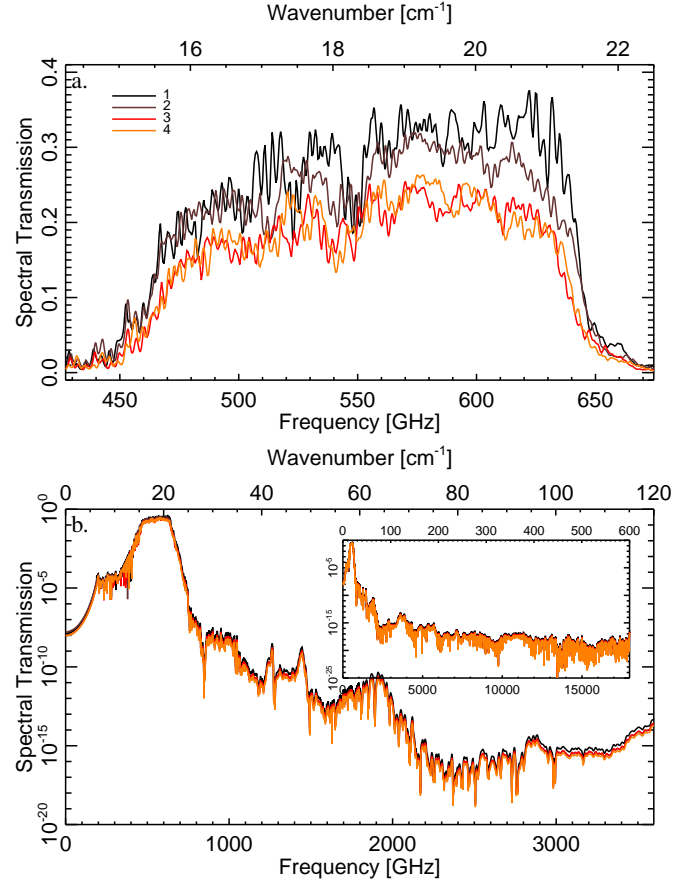 Wavenumber [cm-1]
16 18 20 22
a.
0.4
0.3
0.2
0.1
0.0
1
2
3
4
Spectral Transmission
450 500 550 600 650
Frequency [GHz]
Wavenumber [cm-1]
0 20 40 60 80 100 120
b.
10^0
10^-5
10^-10
10^-15
10^-20
Spectral Transmission
0 100 200 300 400 500 600
10^-5
10^-15
10^-25
0 5000 10000 15000
0 1000 2000 3000
Frequency [GHz]